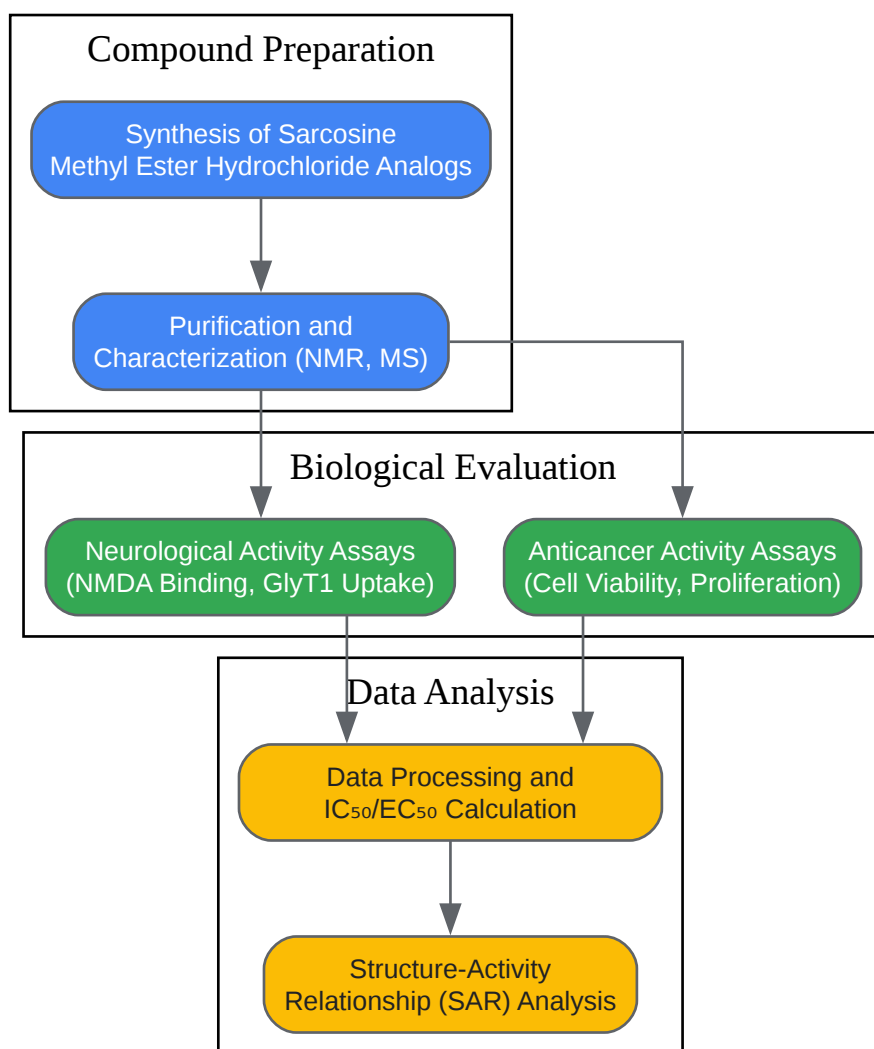 Compound Preparation
Synthesis of Sarcosine
Methyl Ester Hydrochloride Analogs
Purification and
Characterization (NMR, MS)
Biological Evaluation
Neurological Activity Assays
(NMDA Binding, GlyT1 Uptake)
Anticancer Activity Assays
(Cell Viability, Proliferation)
Data Analysis
Data Processing and
IC₅₀/EC₅₀ Calculation
Structure-Activity
Relationship (SAR) Analysis